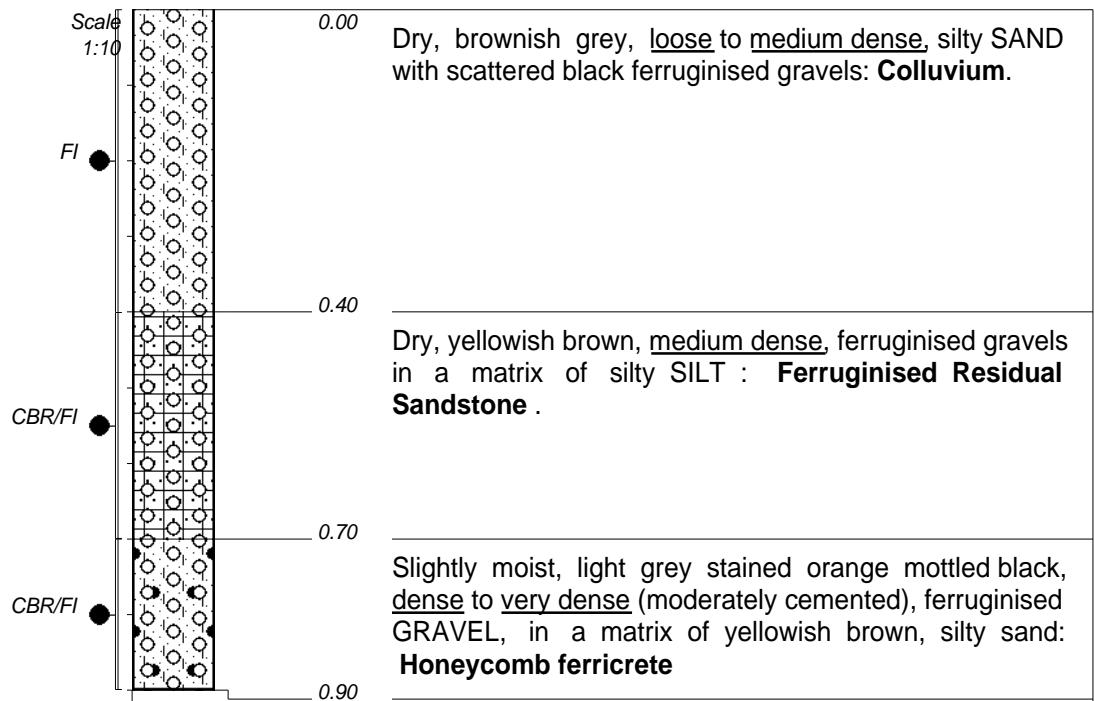 Scale
1:10
0.00
Dry, brownish grey, loose to medium dense, silty SAND
with scattered black ferruginised gravels: Colluvium.
FI
0.40
Dry, yellowish brown, medium dense, ferruginised gravels
in a matrix of silty SILT : Ferruginised Residual
Sandstone .
CBR/FI
0.70
Slightly moist, light grey stained orange mottled black,
dense to very dense (moderately cemented), ferruginised
GRAVEL, in a matrix of yellowish brown, silty sand:
Honeycomb ferricrete
CBR/FI
0.90